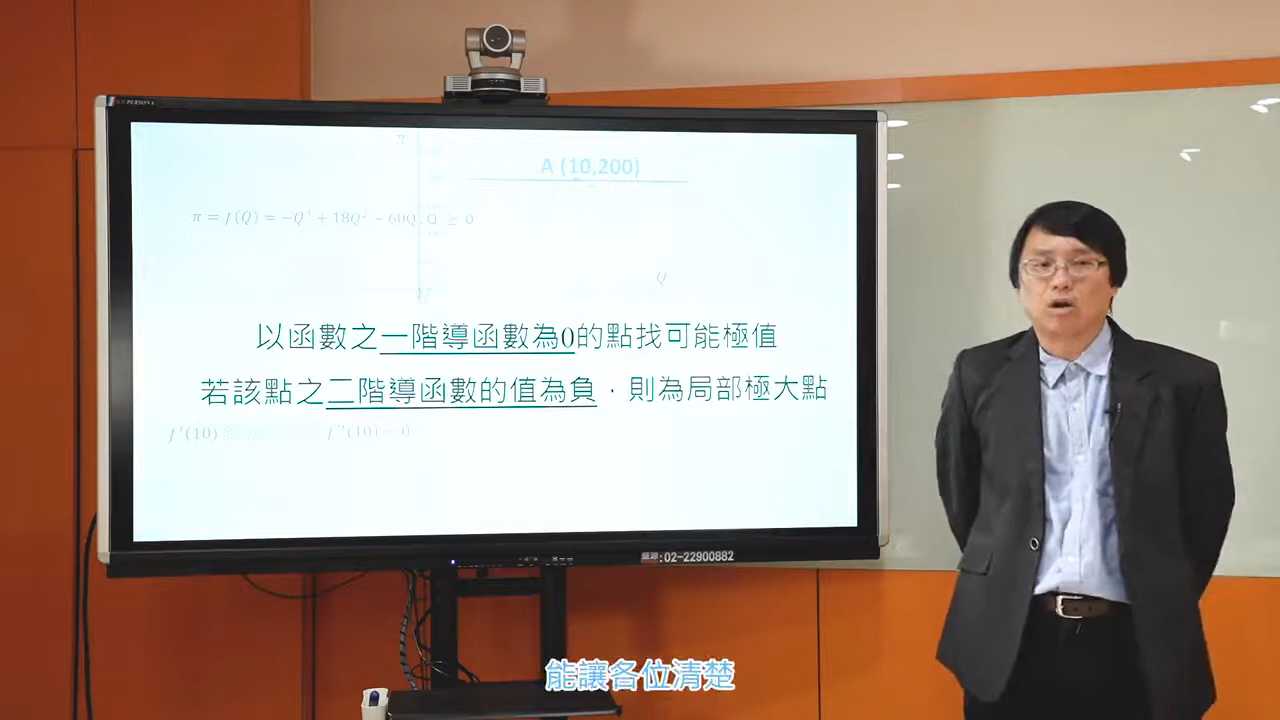 PERSONA
π
A (10,200)
π = f(Q) = −Q³ + 18Q² − 60Q, Q ≥ 0
Q
以函數之一階導函數為0的點找可能極值
若該點之二階導函數的值為負，則為局部極大點
f′(10)
f″(10) < 0
:02-22900882
能讓各位清楚